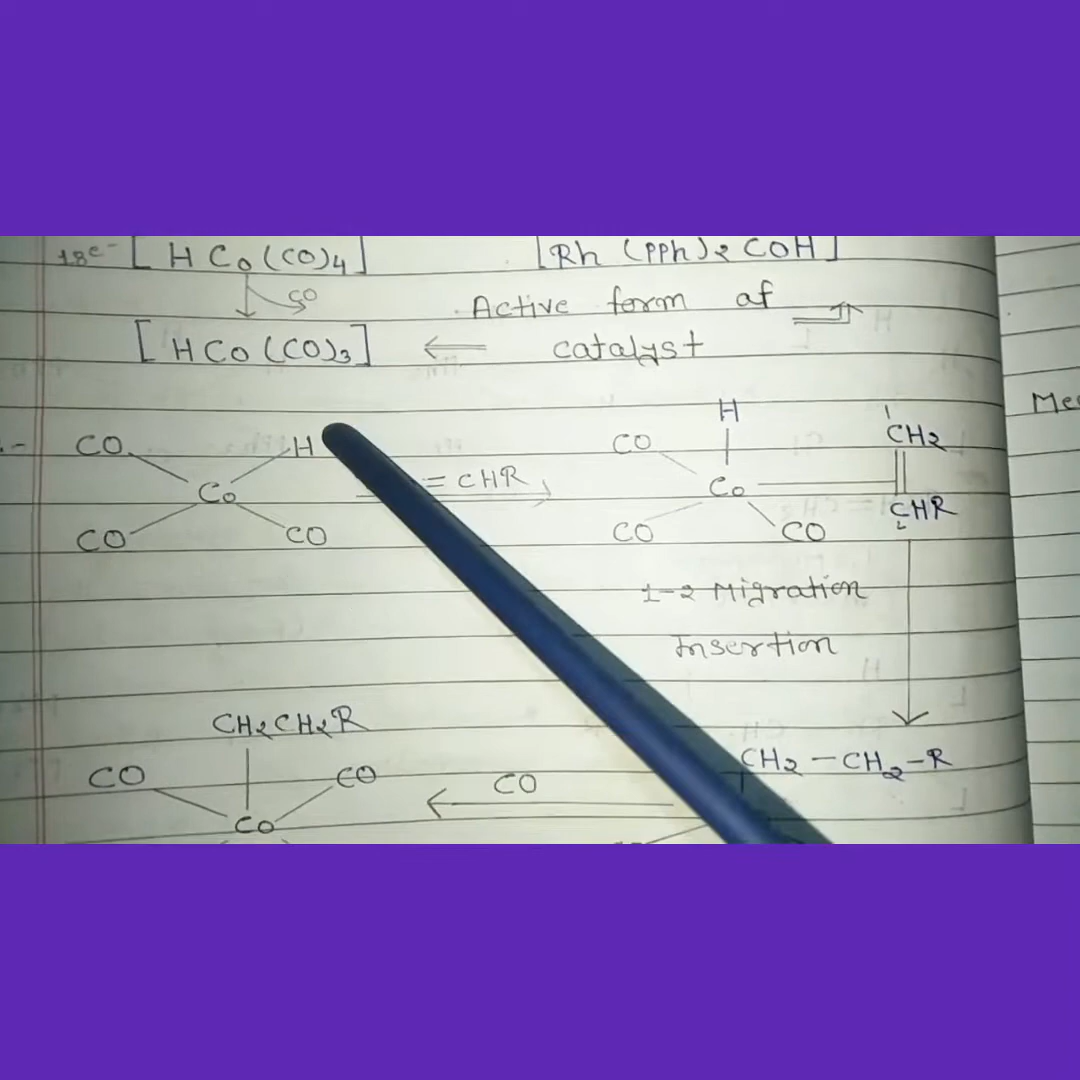 18e- [HCo(CO)4] [Rh (PPh)2 COH]
Active form of
[HCo(CO)3] ← catalyst
CO H
Co
CO CO
= CHR
H
CO CH2
Co
CHR
CO CO
Mec
1-2 Migration
Insertion
CH2CH2R
CH2 - CH2 - R
CO CO
CO
Co